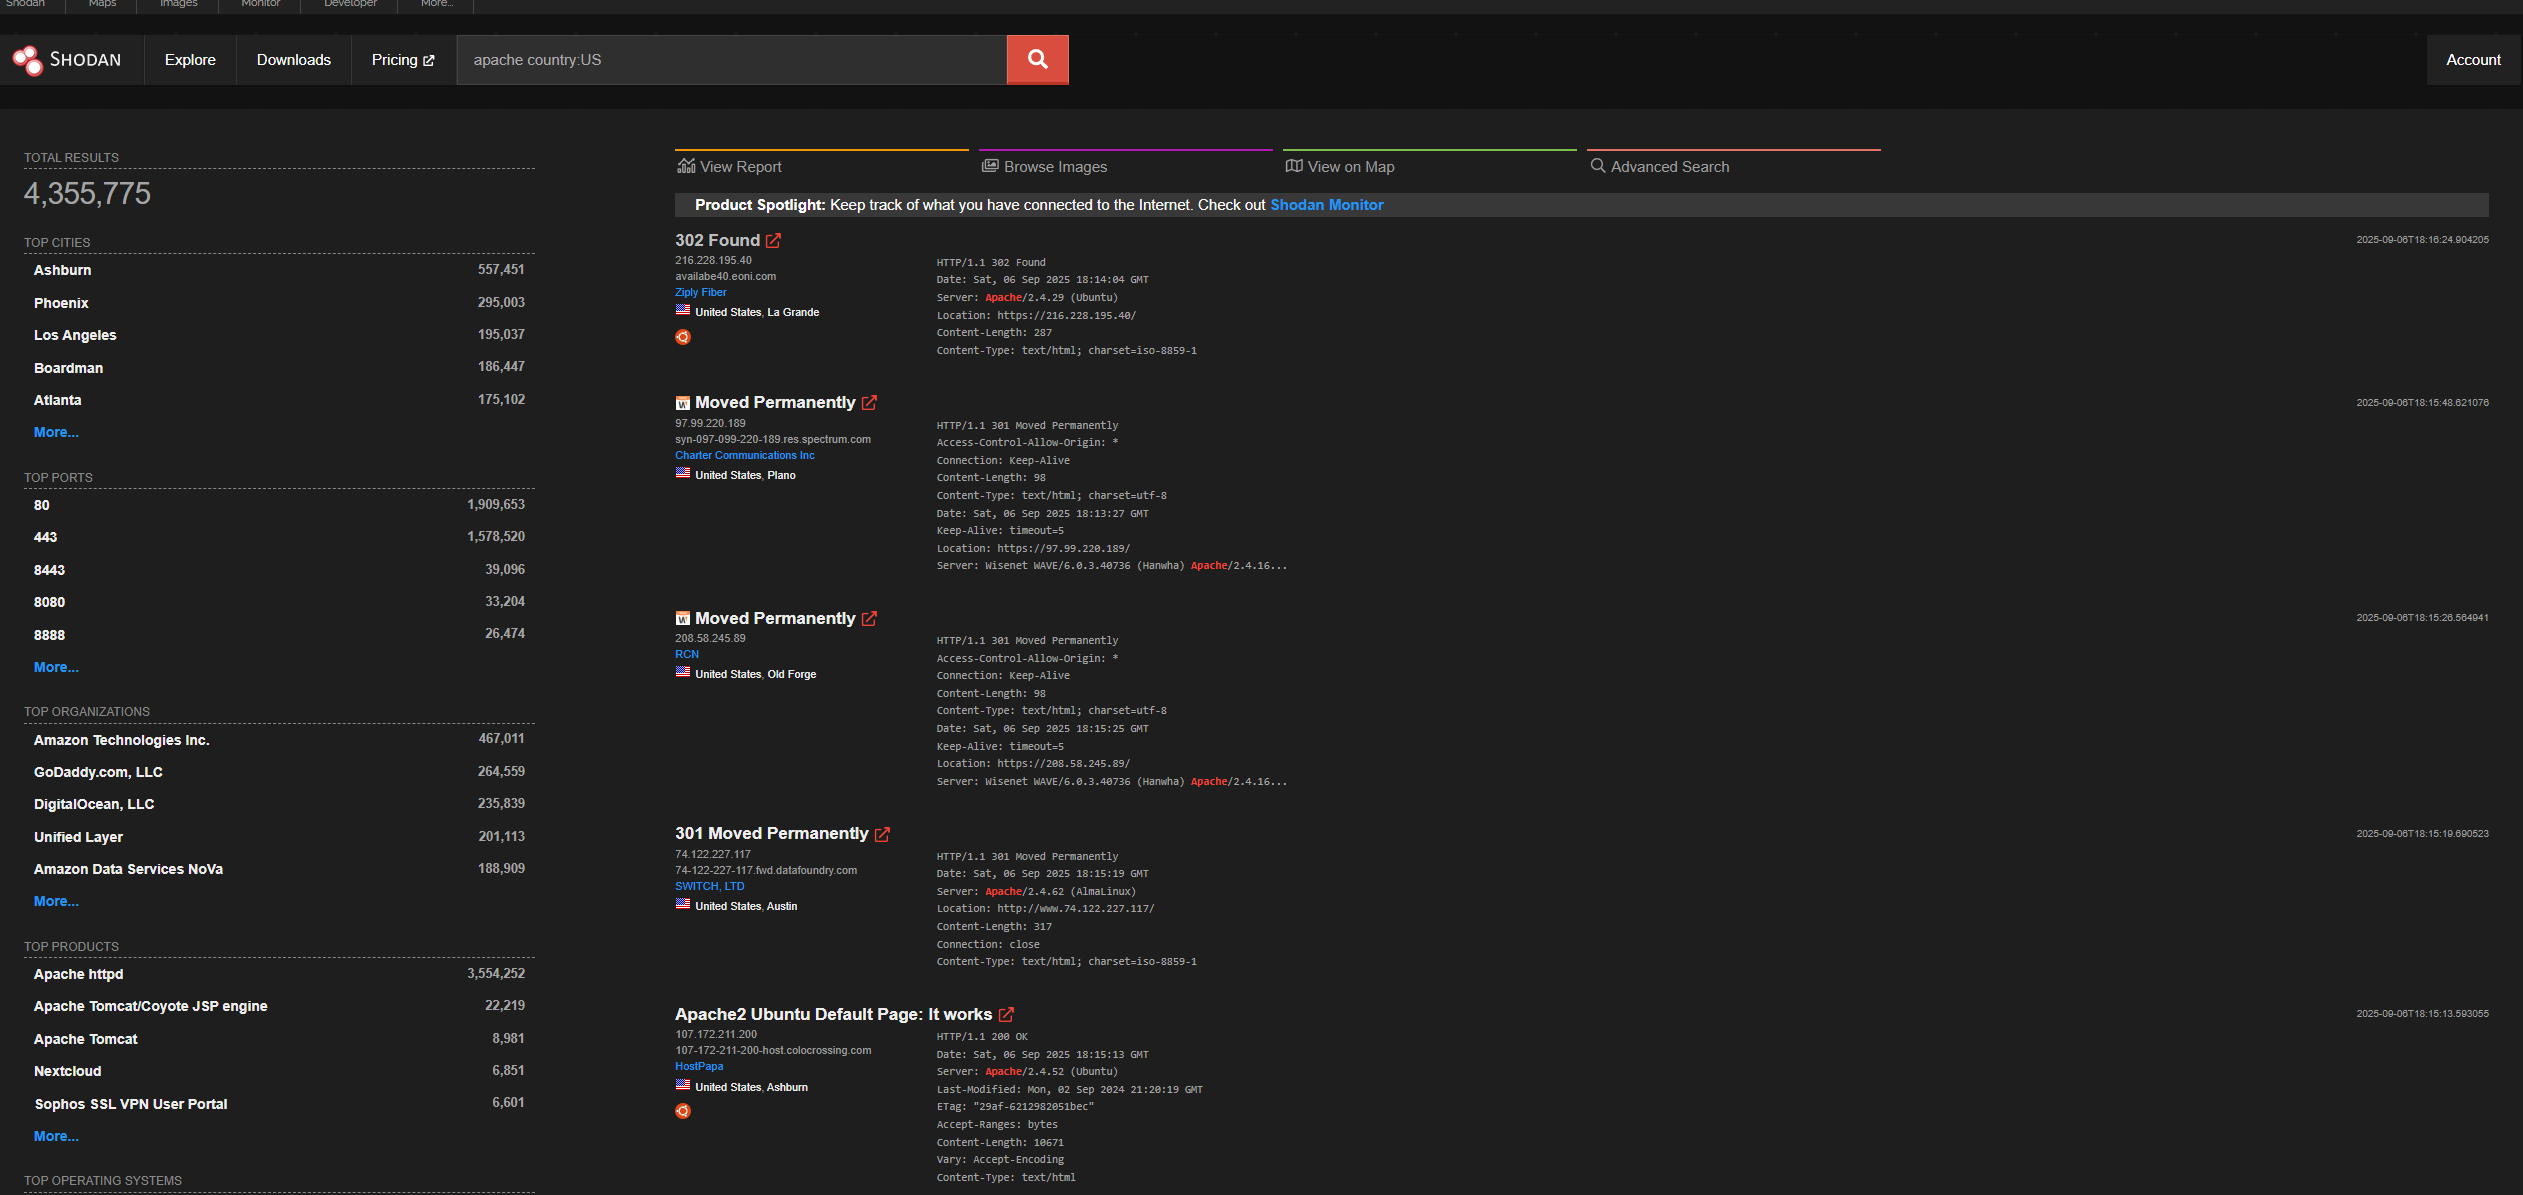 Shodan
Maps
Images
Monitor
Developer
More...
SHODAN
Explore
Downloads
Pricing
apache country:US
Account
TOTAL RESULTS
4,355,775
TOP CITIES
Ashburn 557,451
Phoenix 295,003
Los Angeles 195,037
Boardman 186,447
Atlanta 175,102
More...
TOP PORTS
80 1,909,653
443 1,578,520
8443 39,096
8080 33,204
8888 26,474
More...
TOP ORGANIZATIONS
Amazon Technologies Inc. 467,011
GoDaddy.com, LLC 264,559
DigitalOcean, LLC 235,839
Unified Layer 201,113
Amazon Data Services NoVa 188,909
More...
TOP PRODUCTS
Apache httpd 3,554,252
Apache Tomcat/Coyote JSP engine 22,219
Apache Tomcat 8,981
Nextcloud 6,851
Sophos SSL VPN User Portal 6,601
More...
TOP OPERATING SYSTEMS
View Report
Browse Images
View on Map
Advanced Search
Product Spotlight: Keep track of what you have connected to the Internet. Check out Shodan Monitor
302 Found
2025-09-06T18:16:24.904205
216.228.195.40
availabe40.eoni.com
Ziply Fiber
United States, La Grande
HTTP/1.1 302 Found
Date: Sat, 06 Sep 2025 18:14:04 GMT
Server: Apache/2.4.29 (Ubuntu)
Location: https://216.228.195.40/
Content-Length: 287
Content-Type: text/html; charset=iso-8859-1
Moved Permanently
2025-09-06T18:15:48.621076
97.99.220.189
syn-097-099-220-189.res.spectrum.com
Charter Communications Inc
United States, Plano
HTTP/1.1 301 Moved Permanently
Access-Control-Allow-Origin: *
Connection: Keep-Alive
Content-Length: 98
Content-Type: text/html; charset=utf-8
Date: Sat, 06 Sep 2025 18:13:27 GMT
Keep-Alive: timeout=5
Location: https://97.99.220.189/
Server: Wisenet WAVE/6.0.3.40736 (Hanwha) Apache/2.4.16...
Moved Permanently
2025-09-06T18:15:26.564941
208.58.245.89
RCN
United States, Old Forge
HTTP/1.1 301 Moved Permanently
Access-Control-Allow-Origin: *
Connection: Keep-Alive
Content-Length: 98
Content-Type: text/html; charset=utf-8
Date: Sat, 06 Sep 2025 18:15:25 GMT
Keep-Alive: timeout=5
Location: https://208.58.245.89/
Server: Wisenet WAVE/6.0.3.40736 (Hanwha) Apache/2.4.16...
301 Moved Permanently
2025-09-06T18:15:19.690523
74.122.227.117
74-122-227-117.fwd.datafoundry.com
SWITCH, LTD
United States, Austin
HTTP/1.1 301 Moved Permanently
Date: Sat, 06 Sep 2025 18:15:19 GMT
Server: Apache/2.4.62 (AlmaLinux)
Location: http://www.74.122.227.117/
Content-Length: 317
Connection: close
Content-Type: text/html; charset=iso-8859-1
Apache2 Ubuntu Default Page: It works
2025-09-06T18:15:13.593055
107.172.211.200
107-172-211-200-host.colocrossing.com
HostPapa
United States, Ashburn
HTTP/1.1 200 OK
Date: Sat, 06 Sep 2025 18:15:13 GMT
Server: Apache/2.4.52 (Ubuntu)
Last-Modified: Mon, 02 Sep 2024 21:20:19 GMT
ETag: "29af-6212982051bec"
Accept-Ranges: bytes
Content-Length: 10671
Vary: Accept-Encoding
Content-Type: text/html